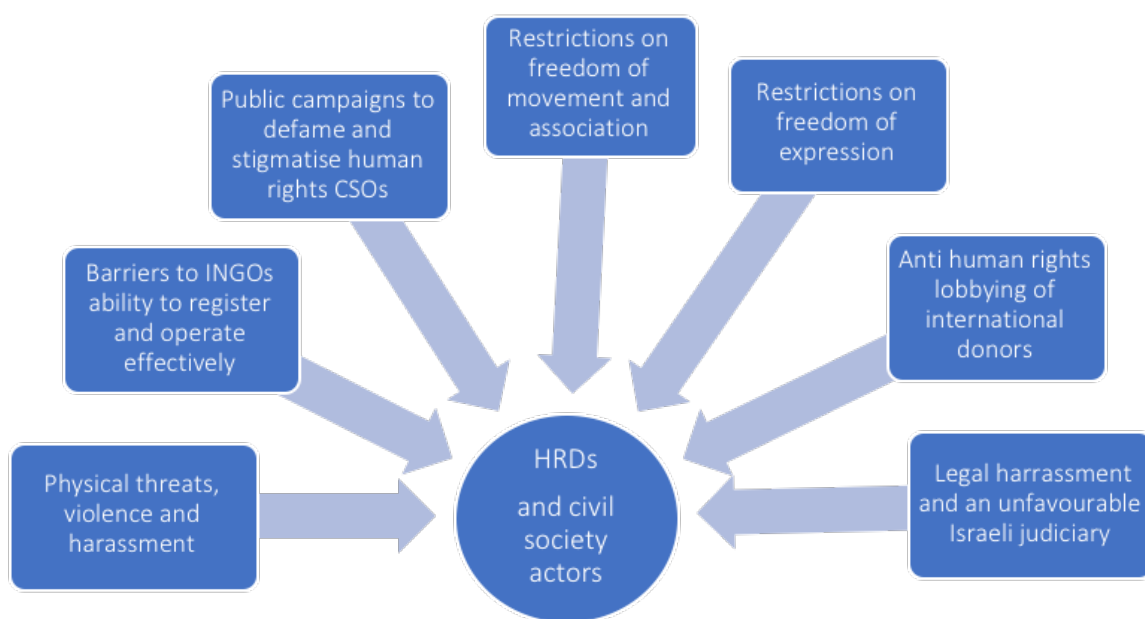 Physical threats,
violence and
harassment
Barriers to INGOs
ability to register
and operate
effectively
Public campaigns to
defame and
stigmatise human
rights CSOs
Restrictions on
freedom of
movement and
association
Restrictions on
freedom of
expression
Anti human rights
lobbying of
international
donors
Legal harrassment
and an unfavourable
Israeli judiciary
HRDs
and civil
society
actors